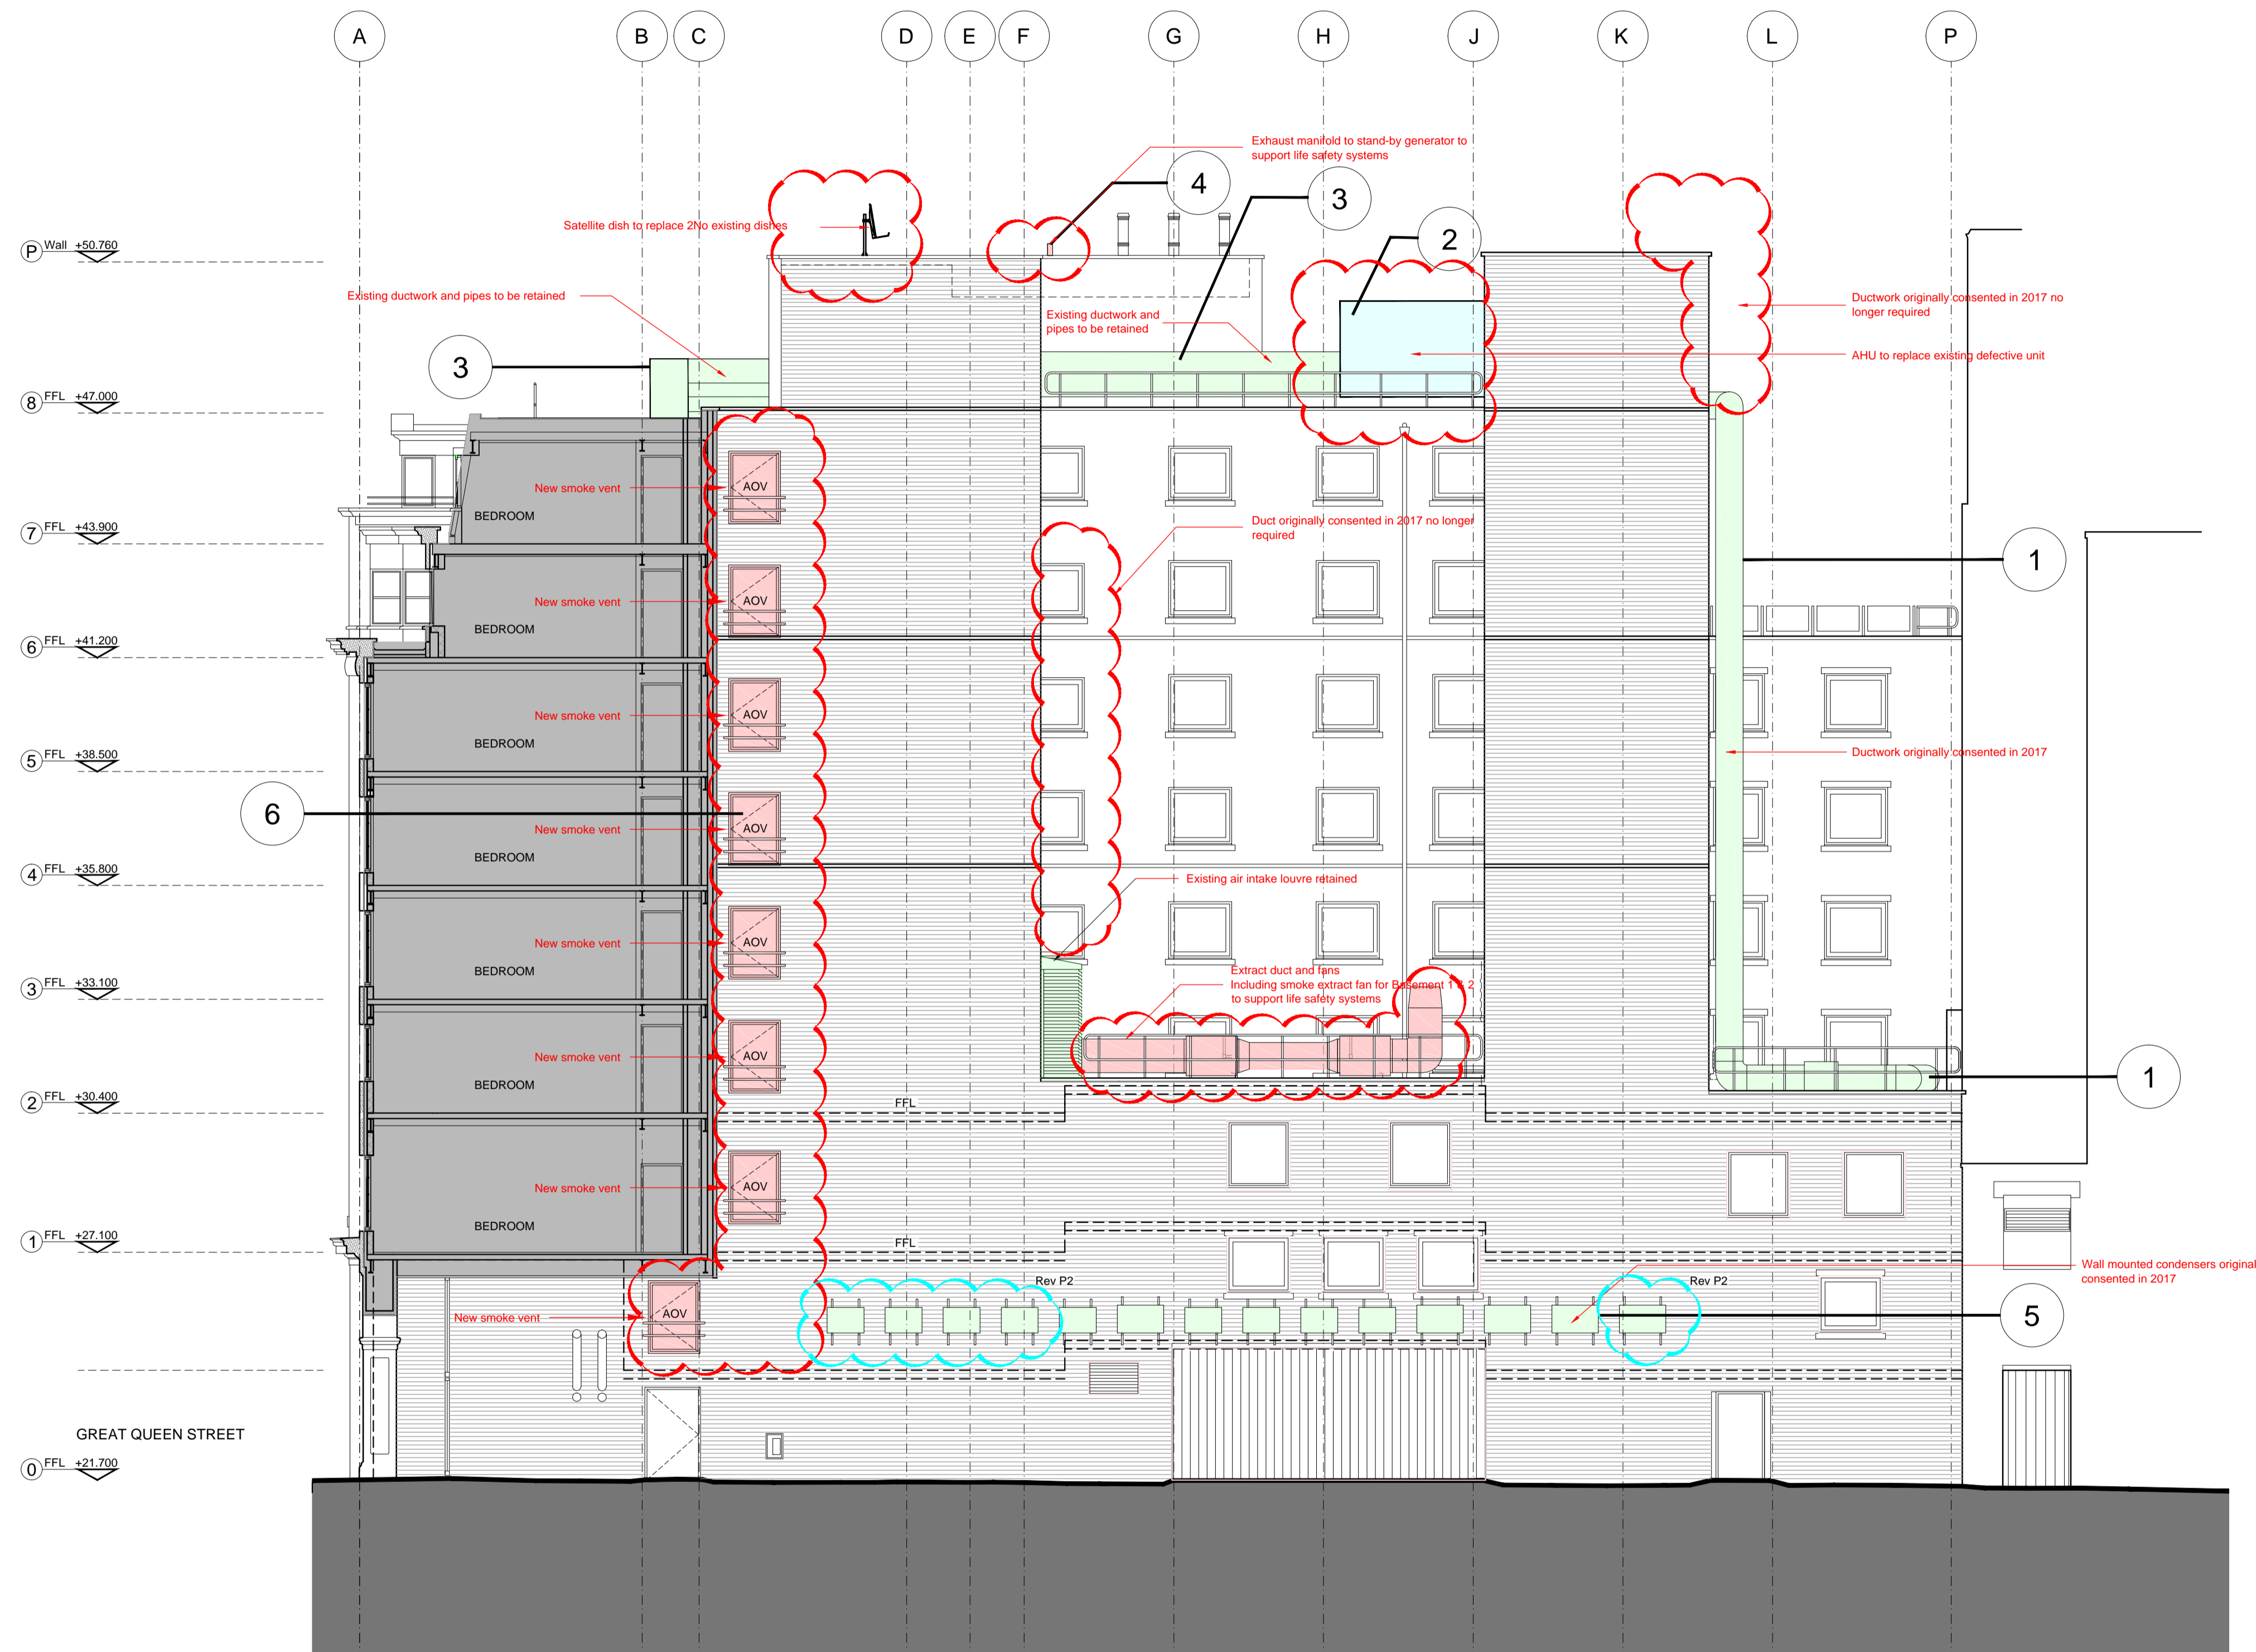 A
B
C
D
E
F
G
H
J
K
L
P
Exhaust manifold to stand-by generator to
support life safety systems
4
3
2
Satellite dish to replace 2No existing dishes
P Wall +50.760
Existing ductwork and pipes to be retained
Existing ductwork and
pipes to be retained
Ductwork originally consented in 2017 no
longer required
AHU to replace existing defective unit
3
8 FFL +47.000
New smoke vent
AOV
BEDROOM
7 FFL +43.900
Duct originally consented in 2017 no longer
required
1
New smoke vent
AOV
BEDROOM
6 FFL +41.200
New smoke vent
AOV
BEDROOM
5 FFL +38.500
Ductwork originally consented in 2017
6
New smoke vent
AOV
BEDROOM
4 FFL +35.800
Existing air intake louvre retained
New smoke vent
AOV
BEDROOM
3 FFL +33.100
Extract duct and fans
Including smoke extract fan for Basement 1 & 2
to support life safety systems
New smoke vent
AOV
BEDROOM
1
2 FFL +30.400
FFL
New smoke vent
AOV
BEDROOM
1 FFL +27.100
FFL
Wall mounted condensers original
consented in 2017
Rev P2
Rev P2
New smoke vent
AOV
5
GREAT QUEEN STREET
0 FFL +21.700